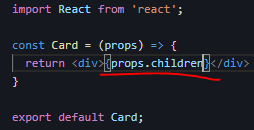 import React from 'react';
const Card = (props) => {
return <div>{props.children}</div>
}
export default Card;